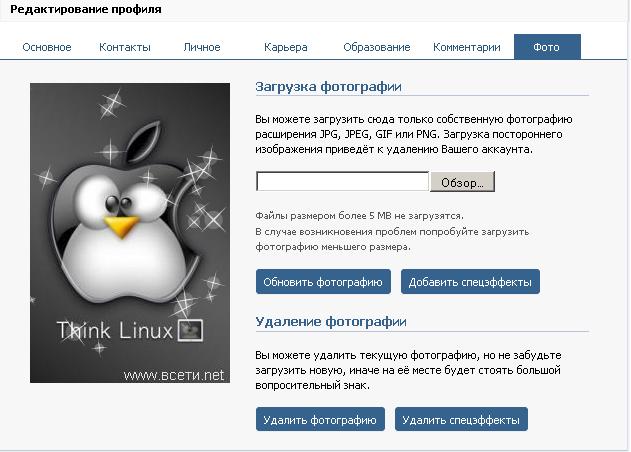 Редактирование профиля
Основное Контакты Личное Карьера Образование Комментарии Фото
Загрузка фотографии
Вы можете загрузить сюда только собственную фотографию
расширения JPG, JPEG, GIF или PNG. Загрузка постороннего
изображения приведёт к удалению Вашего аккаунта.
Обзор...
Файлы размером более 5 MB не загрузятся.
В случае возникновения проблем попробуйте загрузить
фотографию меньшего размера.
Обновить фотографию Добавить спецэффекты
Удаление фотографии
Вы можете удалить текущую фотографию, но не забудьте
загрузить новую, иначе на её месте будет стоять большой
вопросительный знак.
Удалить фотографию Удалить спецэффекты
Think Linux
www.всети.net